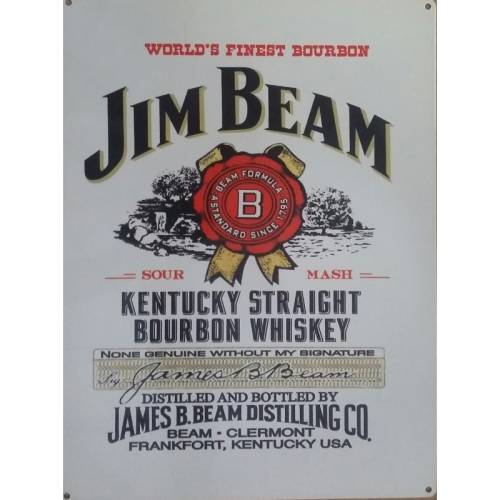 WORLD'S FINEST BOURBON
JIM BEAM
BEAM FORMULA
B
A STANDARD SINCE 1795
SOUR MASH
KENTUCKY STRAIGHT
BOURBON WHISKEY
NONE GENUINE WITHOUT MY SIGNATURE
James B. Beam
DISTILLED AND BOTTLED BY
JAMES B. BEAM DISTILLING CO.
BEAM - CLERMONT
FRANKFORT, KENTUCKY USA